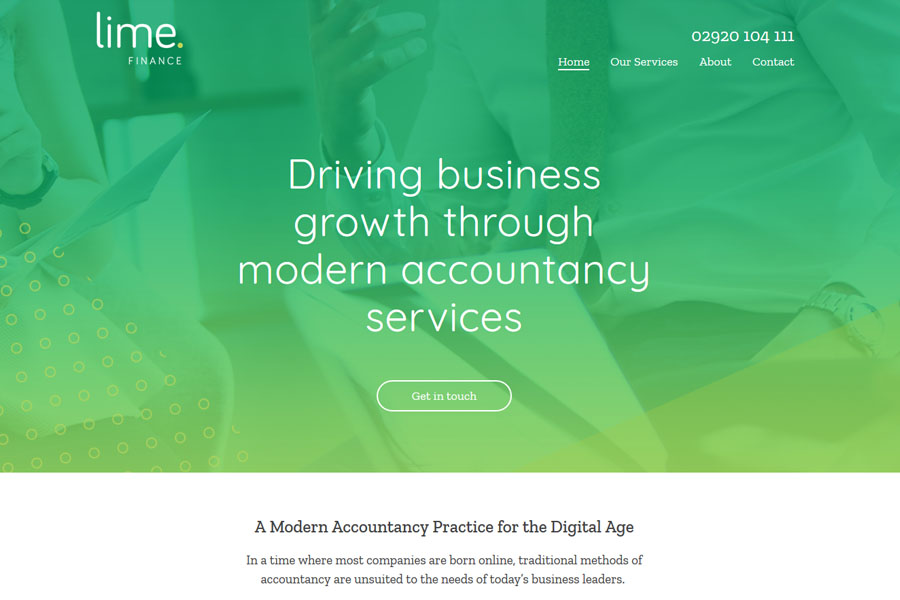 lime.
FINANCE
02920 104 111
Home Our Services About Contact
Driving business
growth through
modern accountancy
services
Get in touch
A Modern Accountancy Practice for the Digital Age
In a time where most companies are born online, traditional methods of
accountancy are unsuited to the needs of today's business leaders.